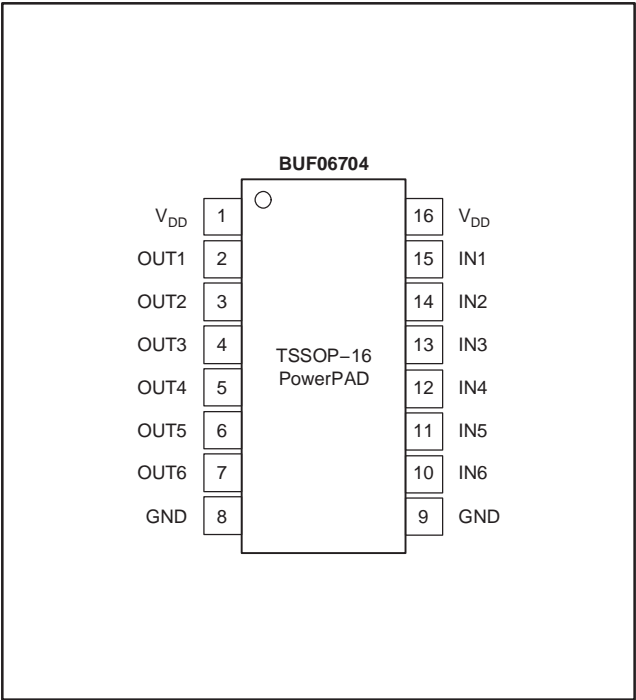 BUF06704
V_DD 1 16 V_DD
OUT1 2 15 IN1
OUT2 3 14 IN2
OUT3 4 13 IN3
TSSOP−16
PowerPAD
OUT4 5 12 IN4
OUT5 6 11 IN5
OUT6 7 10 IN6
GND 8 9 GND